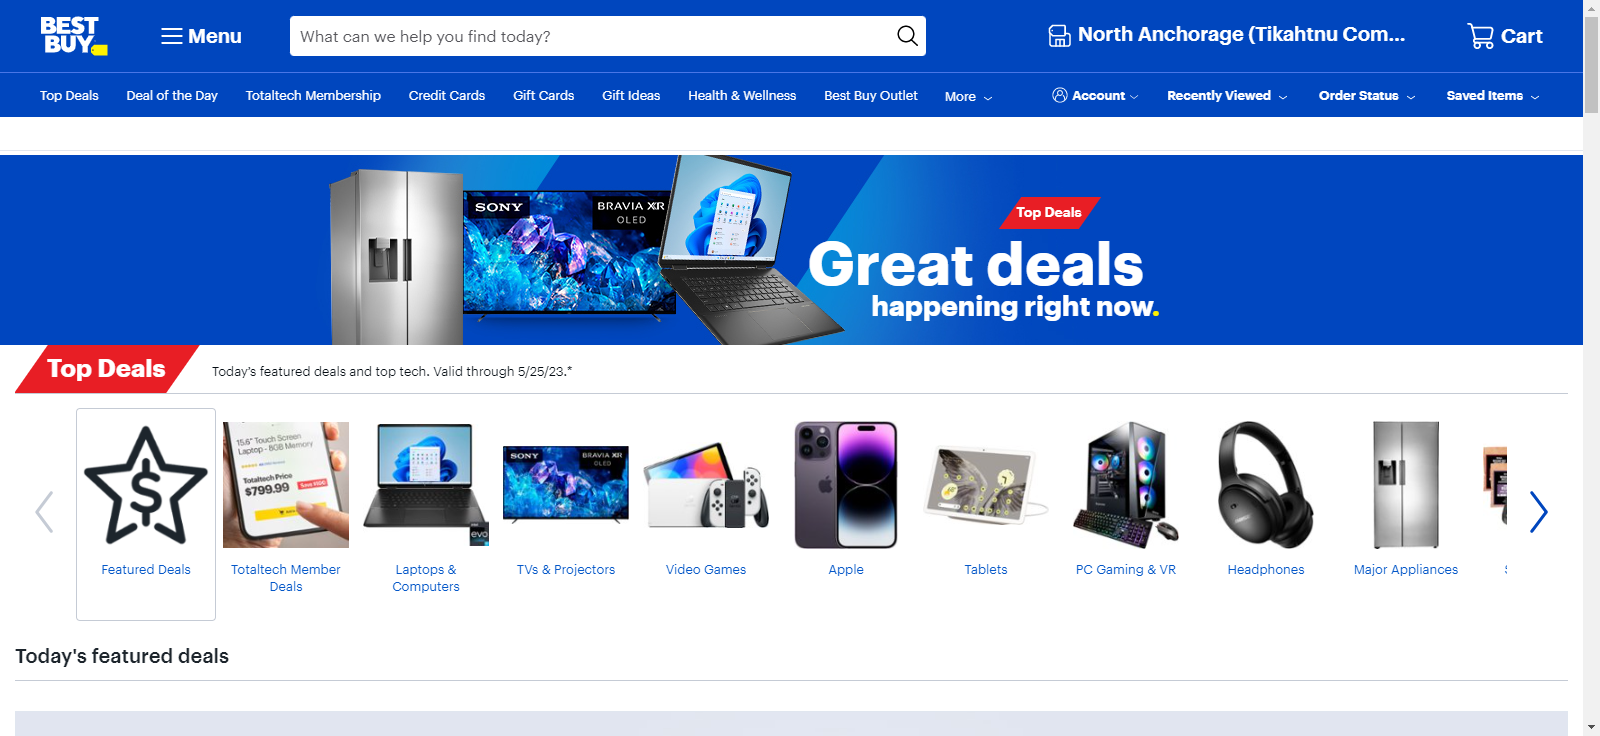 BEST
BUY
Menu
What can we help you find today?
North Anchorage (Tikahtnu Com...
Cart
Top Deals
Deal of the Day
Totaltech Membership
Credit Cards
Gift Cards
Gift Ideas
Health & Wellness
Best Buy Outlet
More
Account
Recently Viewed
Order Status
Saved Items
SONY
BRAVIA XR
OLED
Top Deals
Great deals
happening right now.
Top Deals
Today's featured deals and top tech. Valid through 5/25/23.*
15.6" Touch Screen
Laptop - 8GB Memory
Totaltech Price
$799.99
SONY
BRAVIA XR
OLED
evo
Featured Deals
Totaltech Member
Deals
Laptops &
Computers
TVs & Projectors
Video Games
Apple
Tablets
PC Gaming & VR
Headphones
Major Appliances
Today's featured deals